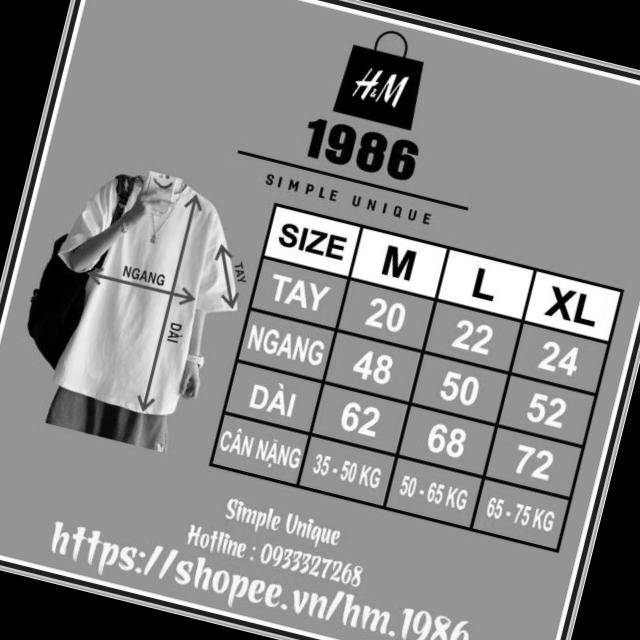 H&M
1986
SIMPLE UNIQUE
NGANG
TAY
DÀI
SIZE M L XL
TAY 20 22 24
NGANG 48 50 52
DÀI 62 68 72
CÂN NẶNG 35 - 50 KG 50 - 65 KG 65 - 75 KG
Simple Unique
Hotline : 0933327268
https://shopee.vn/hm.1986